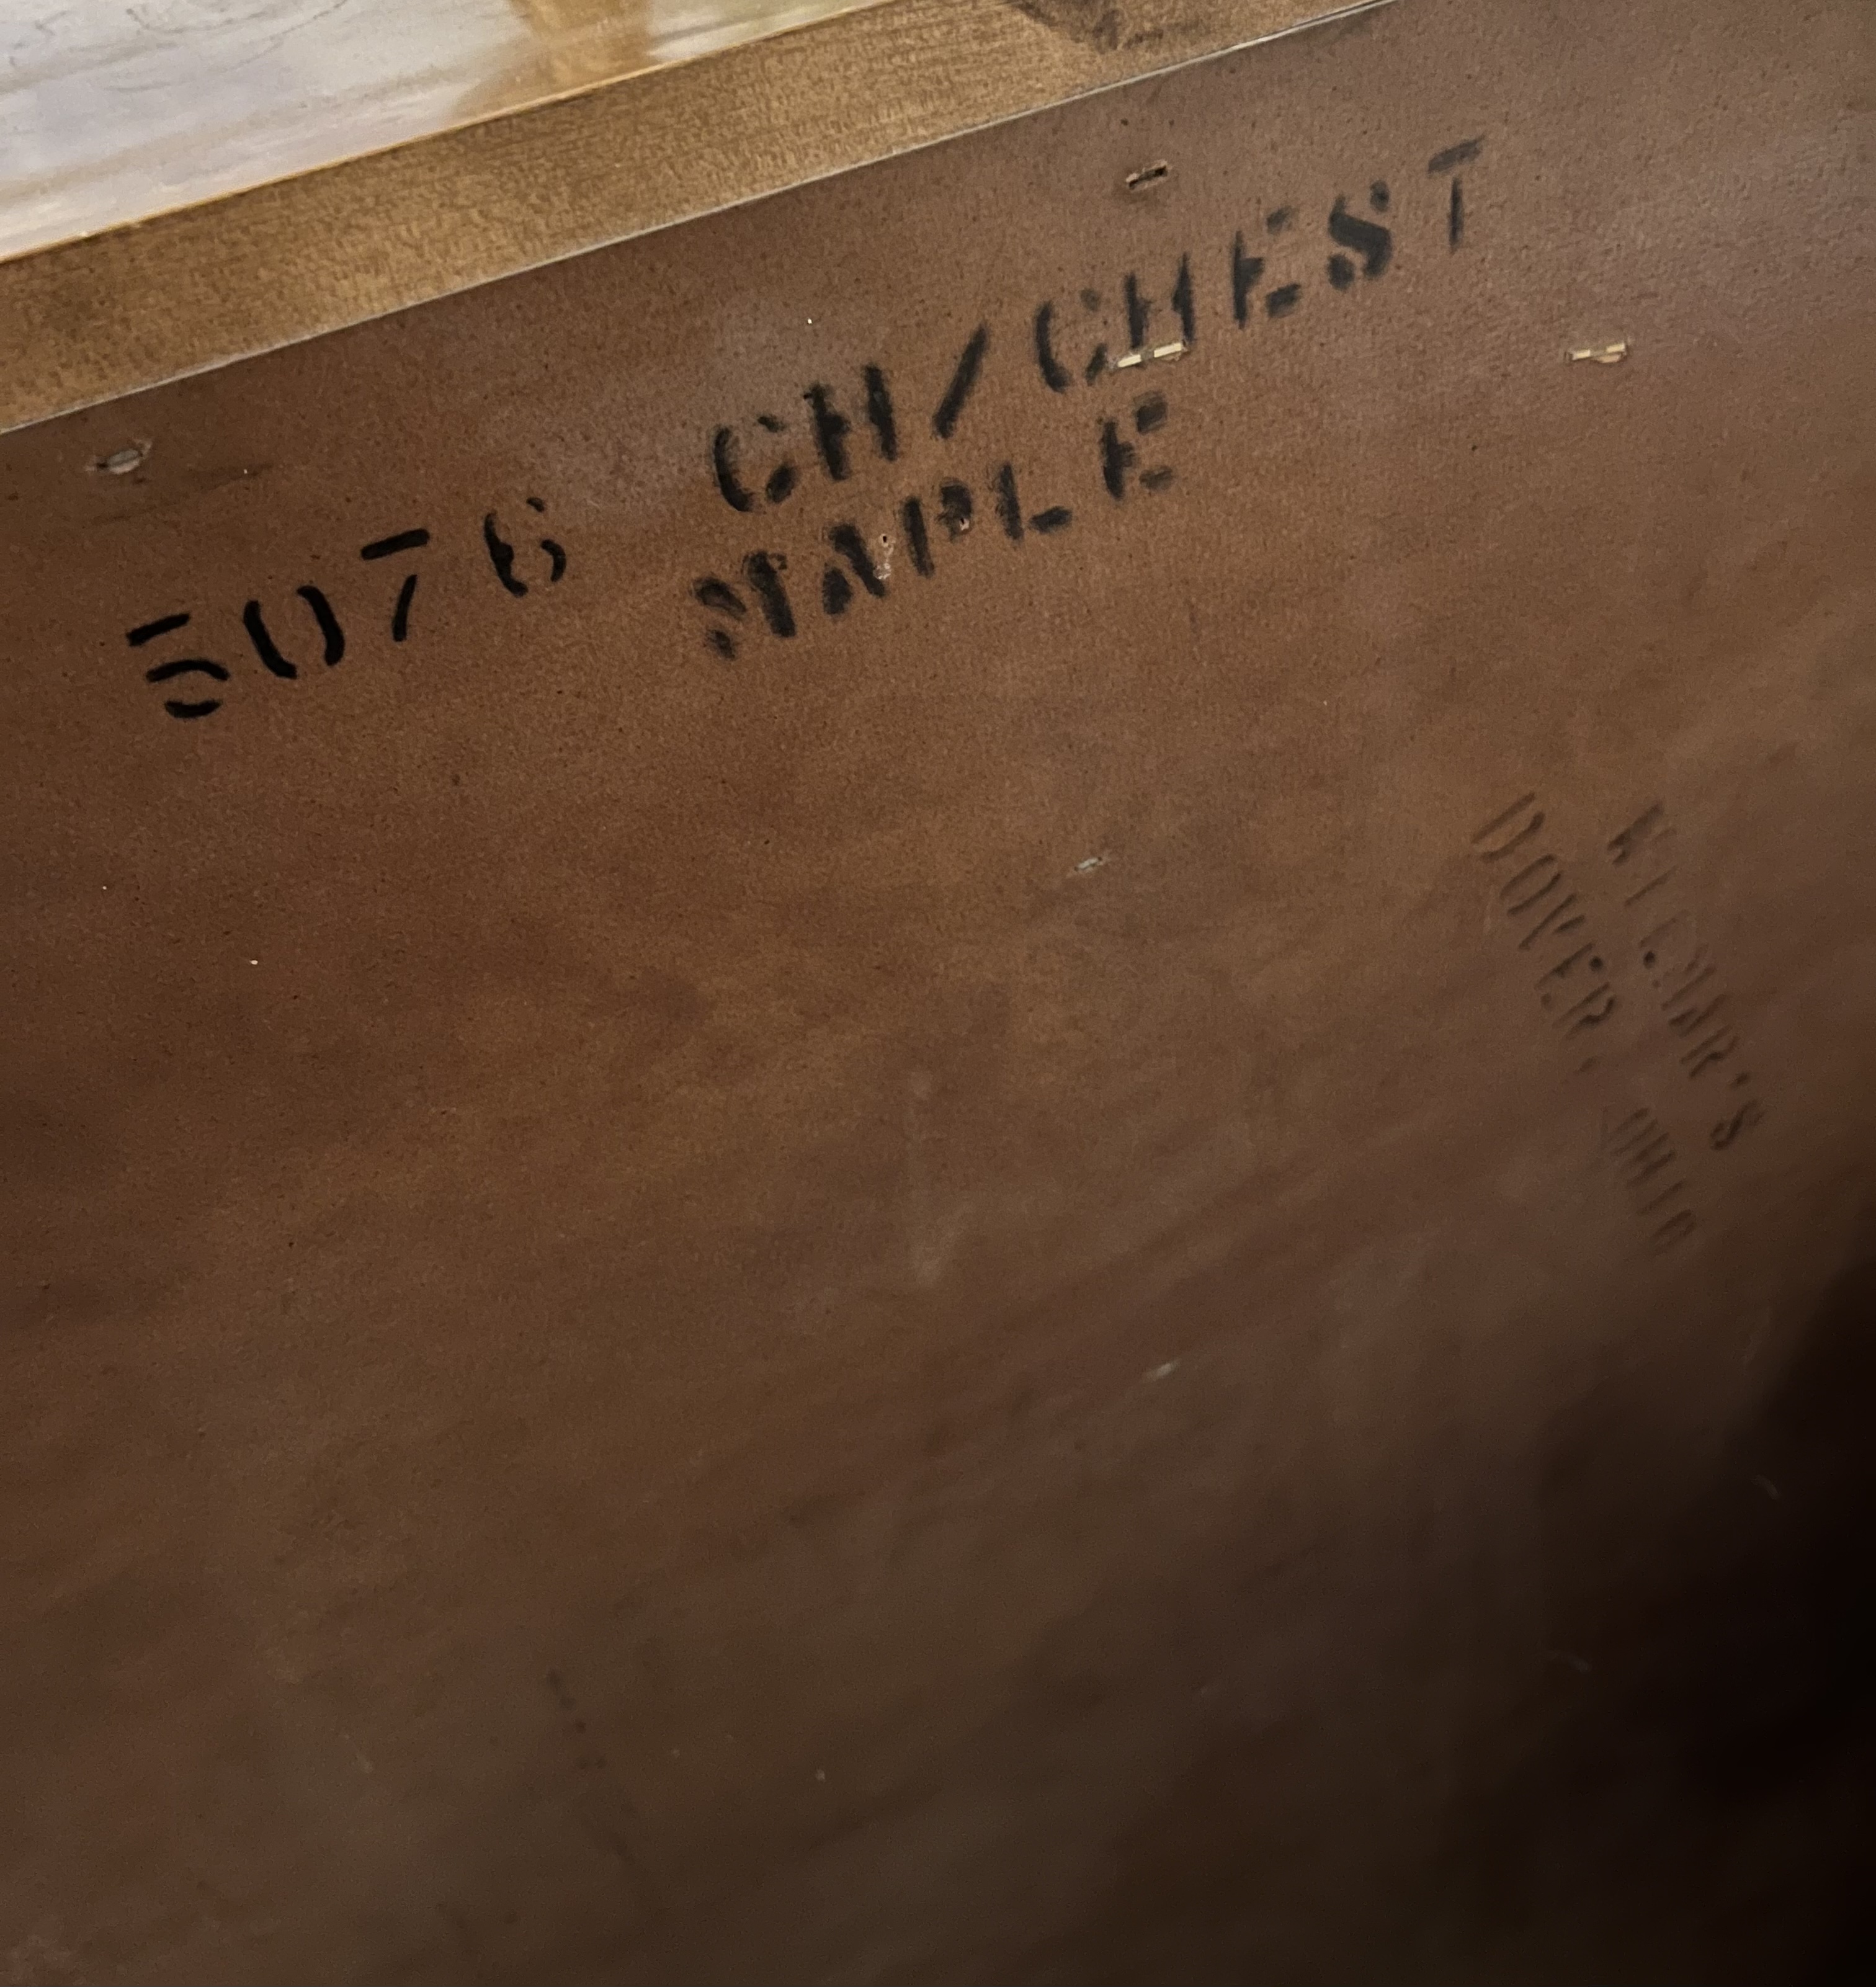 5076 CH/CHEST
MAPLE
DOVER, OHIO